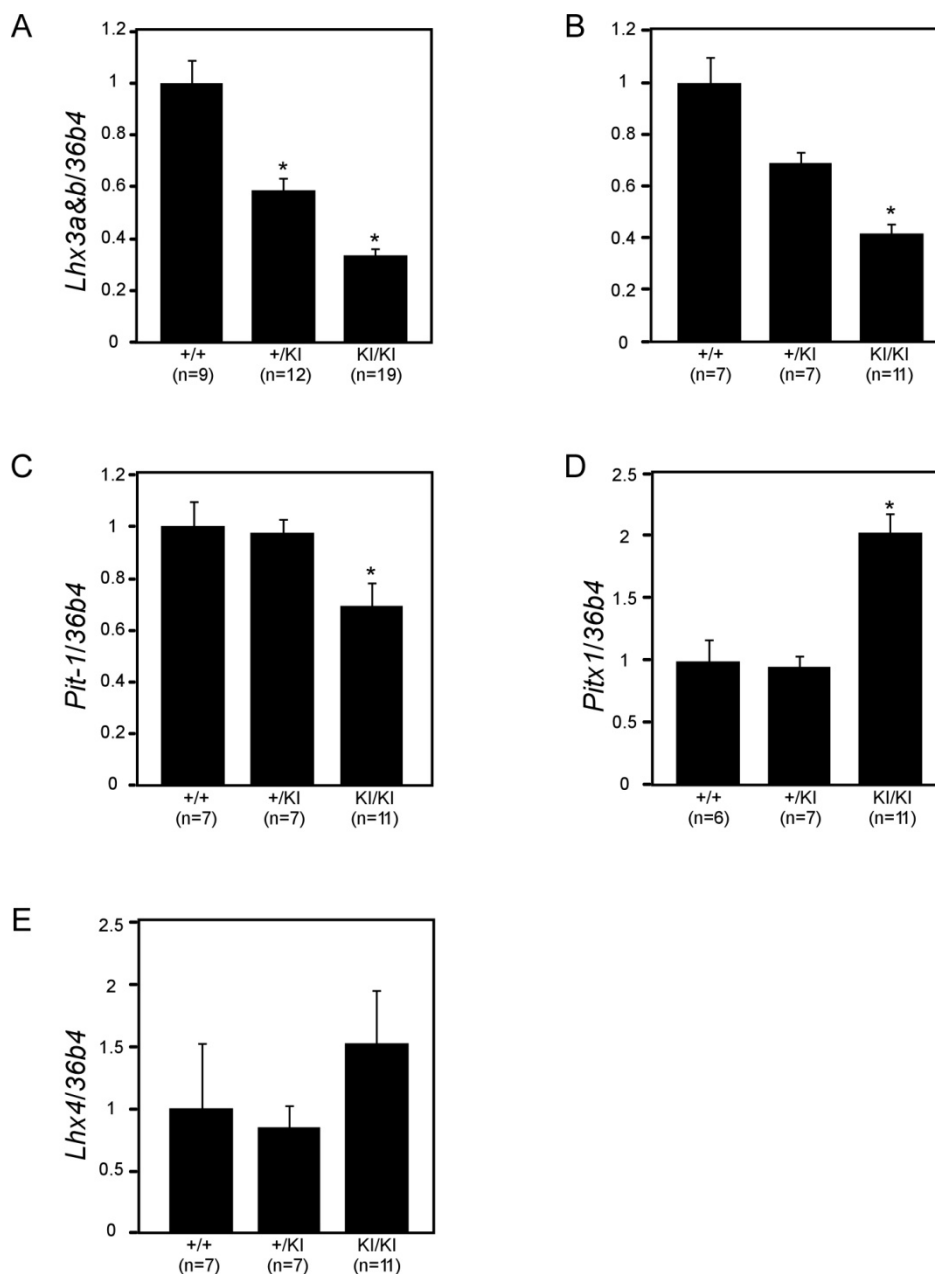 A
1.2
1
0.8
0.6
0.4
0.2
0
Lhx3a&b/36b4
*
*
+/+ +/KI KI/KI
(n=9) (n=12) (n=19)
B
1.2
1
0.8
0.6
0.4
0.2
0
*
+/+ +/KI KI/KI
(n=7) (n=7) (n=11)
C
1.2
1
0.8
0.6
0.4
0.2
0
Pit-1/36b4
*
+/+ +/KI KI/KI
(n=7) (n=7) (n=11)
D
2.5
2
1.5
1
0.5
0
Pitx1/36b4
*
+/+ +/KI KI/KI
(n=6) (n=7) (n=11)
E
2.5
2
1.5
1
0.5
0
Lhx4/36b4
+/+ +/KI KI/KI
(n=7) (n=7) (n=11)